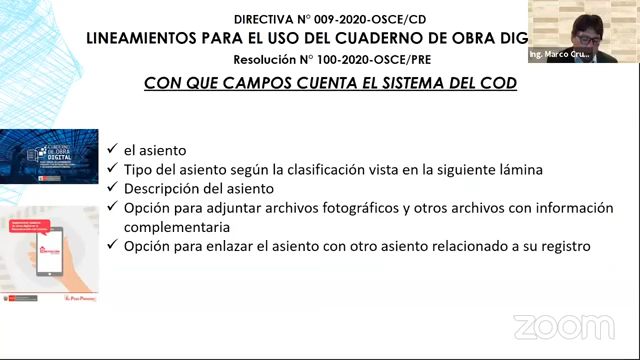 DIRECTIVA N° 009-2020-OSCE/CD
LINEAMIENTOS PARA EL USO DEL CUADERNO DE OBRA DIG
Resolución N° 100-2020-OSCE/PRE
CON QUE CAMPOS CUENTA EL SISTEMA DEL COD
Ing. Marco Cru...
✓ el asiento
✓ Tipo del asiento según la clasificación vista en la siguiente lámina
✓ Descripción del asiento
✓ Opción para adjuntar archivos fotográficos y otros archivos con información
complementaria
✓ Opción para enlazar el asiento con otro asiento relacionado a su registro
CUADERNO
DE OBRA
DIGITAL
zoom